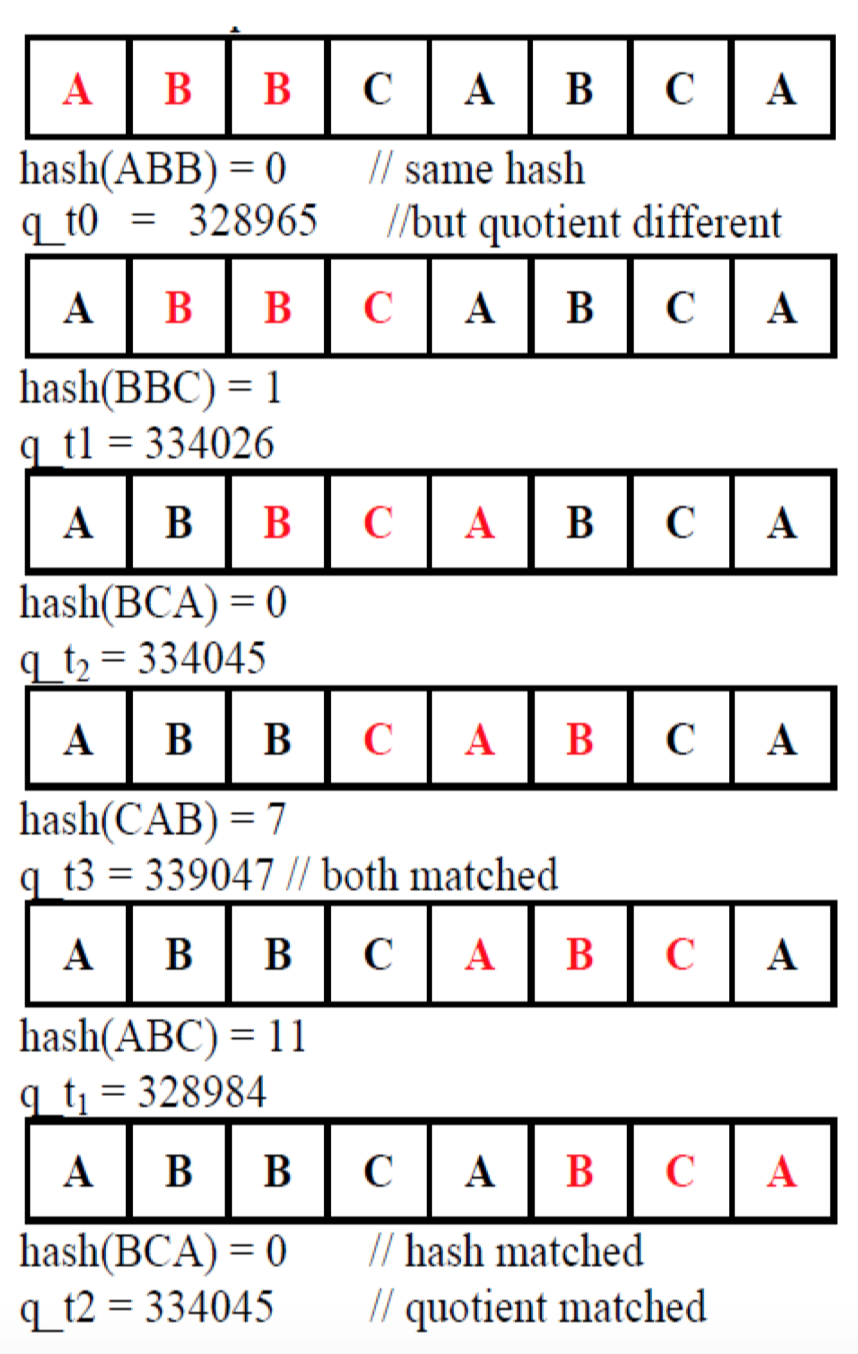 A B B C A B C A
hash(ABB) = 0 // same hash
q_t0 = 328965 //but quotient different
A B B C A B C A
hash(BBC) = 1
q_t1 = 334026
A B B C A B C A
hash(BCA) = 0
q_t₂ = 334045
A B B C A B C A
hash(CAB) = 7
q_t3 = 339047 // both matched
A B B C A B C A
hash(ABC) = 11
q_t₁ = 328984
A B B C A B C A
hash(BCA) = 0 // hash matched
q_t2 = 334045 // quotient matched